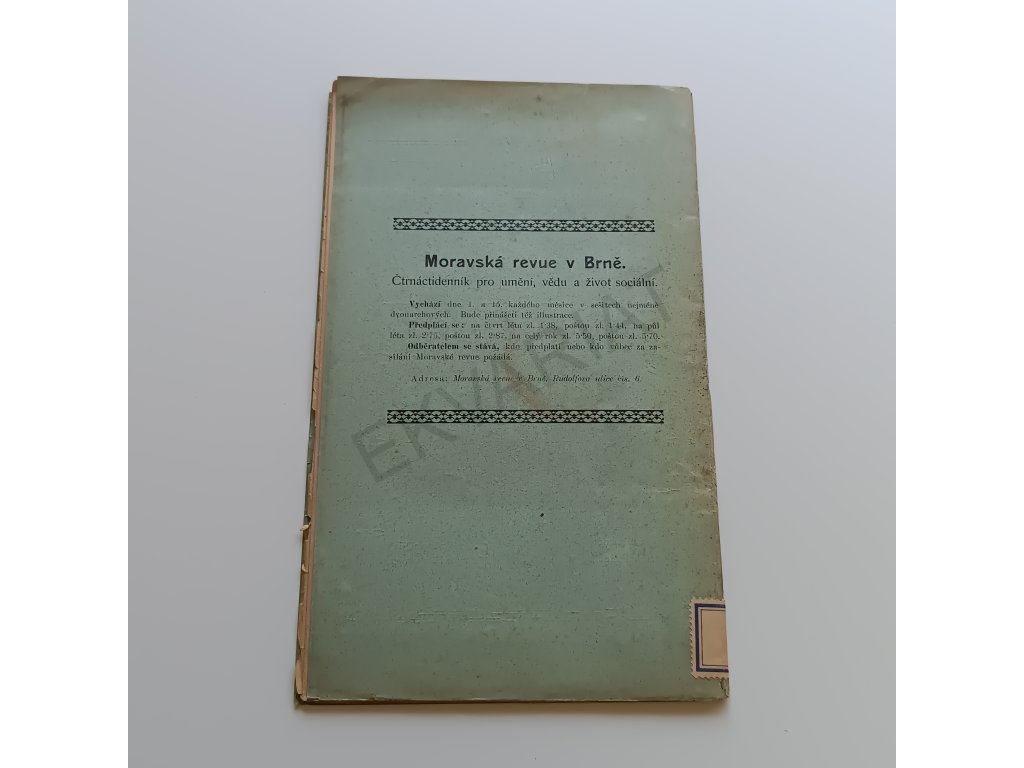 Moravská revue v Brně.
Čtrnáctidenník pro umění, vědu a život sociální.
Vychází dne 1. a 15. každého měsíce v sešitech nejméně
dvouarchových. Bude přinášeti též illustrace.
Předplácí se: na čtvrt léta zl. 1·38, poštou zl. 1·44, na půl
léta zl. 2·75, poštou zl. 2·87, na celý rok zl. 5·50, poštou zl. 5·70.
Odběratelem se stává, kdo předplatí nebo kdo vůbec za za-
sílání Moravské revue požádá.
Adresa: Moravská revue v Brně, Rudolfova ulice čís. 6.
EKVARIAT